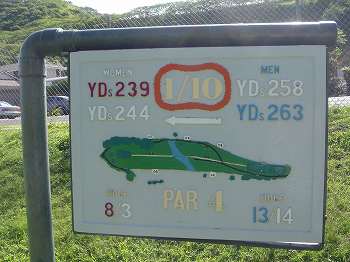 WOMEN 1/10 MEN
YDS 239 YDS 258
YDS 244 YDS 263
PAR 4
8/3 13/14